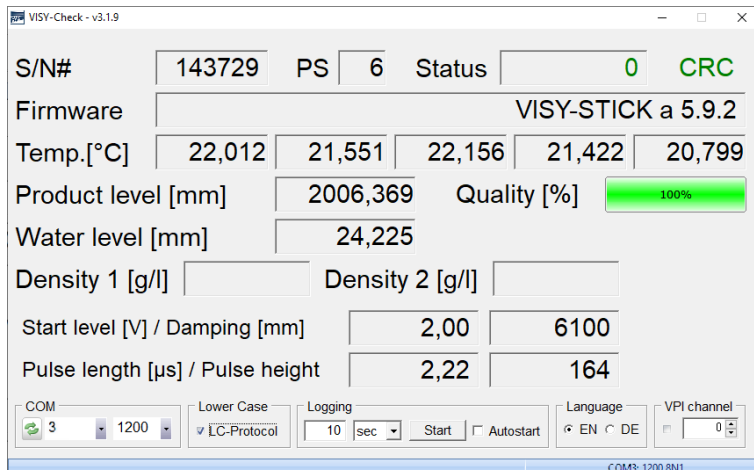 VISY-Check - v3.1.9
S/N# 143729 PS 6 Status 0 CRC
Firmware VISY-STICK a 5.9.2
Temp.[°C] 22,012 21,551 22,156 21,422 20,799
Product level [mm] 2006,369 Quality [%] 100%
Water level [mm] 24,225
Density 1 [g/l] Density 2 [g/l]
Start level [V] / Damping [mm] 2,00 6100
Pulse length [µs] / Pulse height 2,22 164
COM Lower Case Logging Language VPI channel
3 1200 LC-Protocol 10 sec Start Autostart EN DE 0
COM3: 1200,8N1